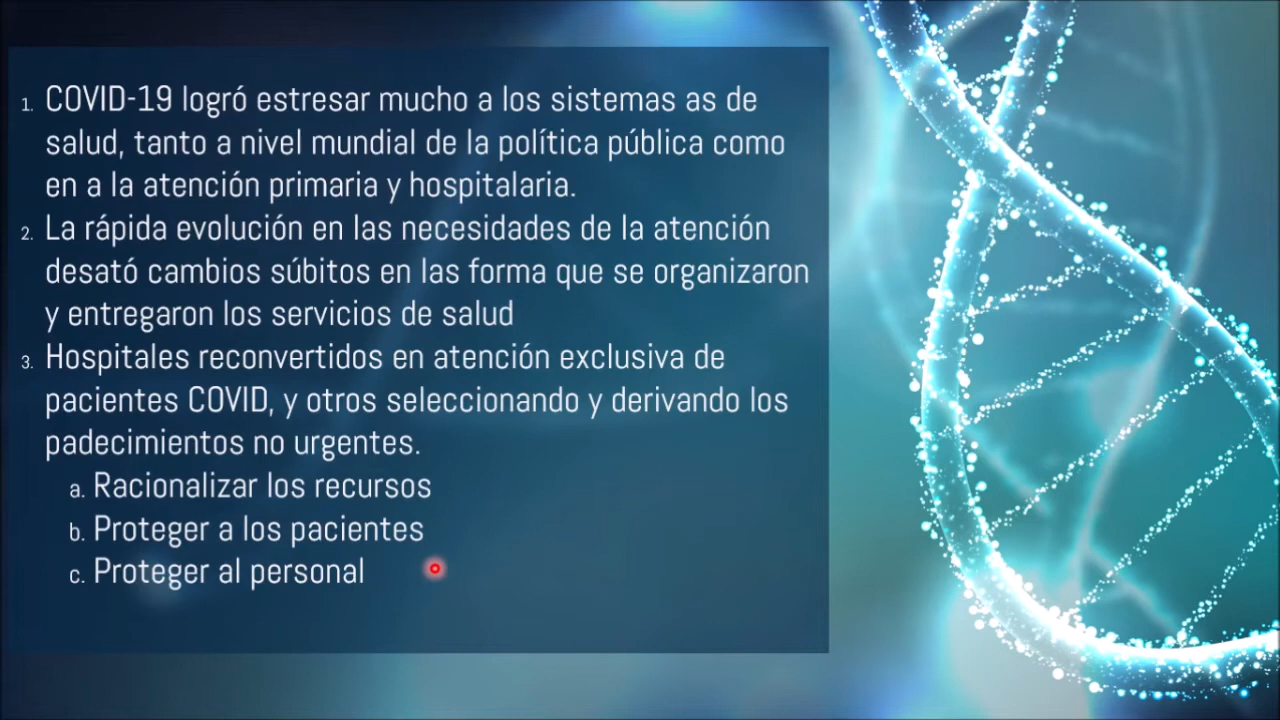 1. COVID-19 logró estresar mucho a los sistemas as de
salud, tanto a nivel mundial de la política pública como
en a la atención primaria y hospitalaria.
2. La rápida evolución en las necesidades de la atención
desató cambios súbitos en las forma que se organizaron
y entregaron los servicios de salud
3. Hospitales reconvertidos en atención exclusiva de
pacientes COVID, y otros seleccionando y derivando los
padecimientos no urgentes.
a. Racionalizar los recursos
b. Proteger a los pacientes
c. Proteger al personal